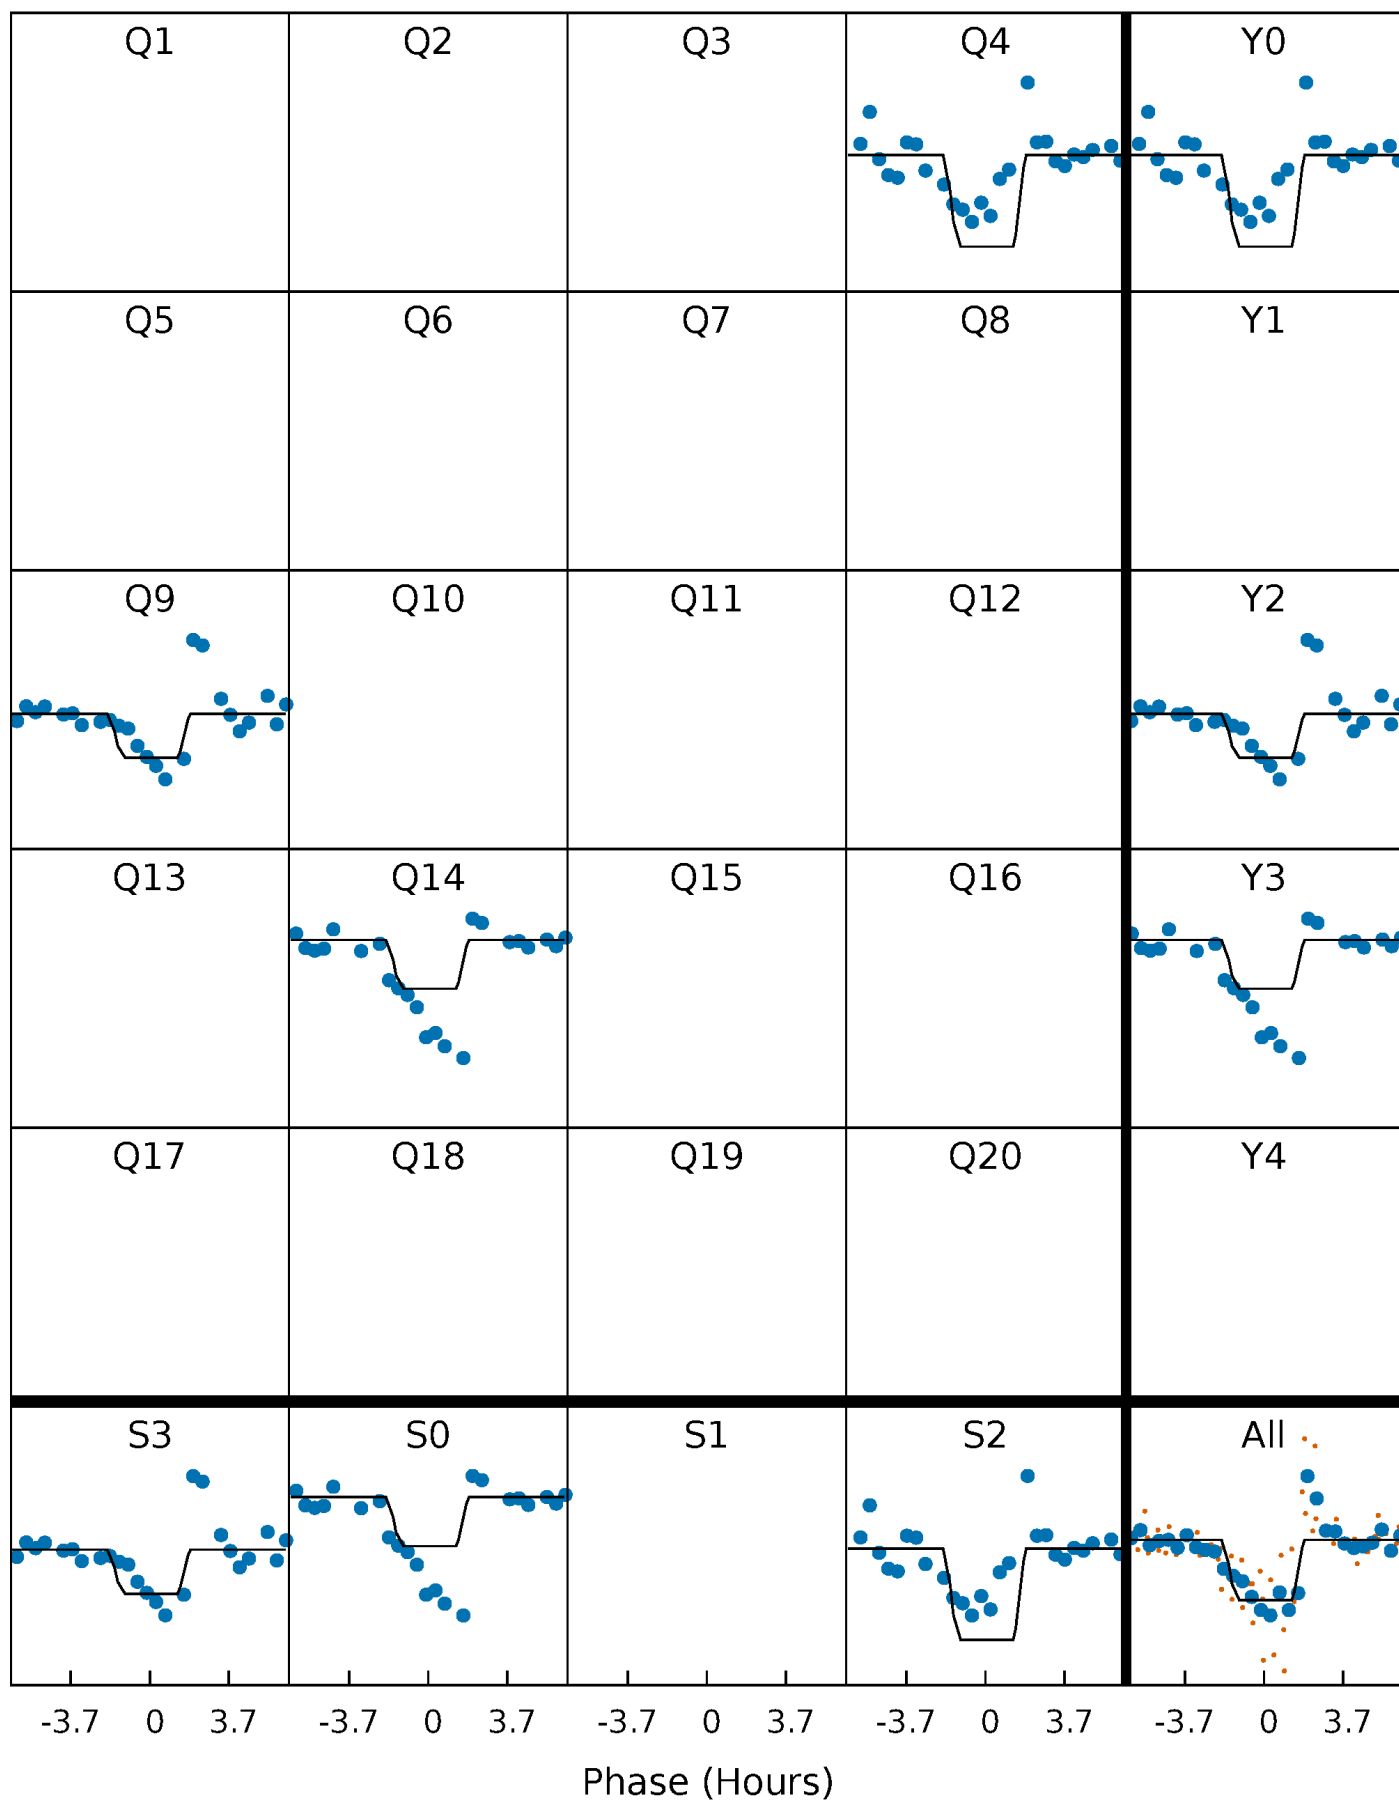 Q1 Q2 Q3 Q4 Y0
Q5 Q6 Q7 Q8 Y1
Q9 Q10 Q11 Q12 Y2
Q13 Q14 Q15 Q16 Y3
Q17 Q18 Q19 Q20 Y4
S3 S0 S1 S2 All
-3.7 0 3.7 -3.7 0 3.7 -3.7 0 3.7 -3.7 0 3.7 -3.7 0 3.7
Phase (Hours)